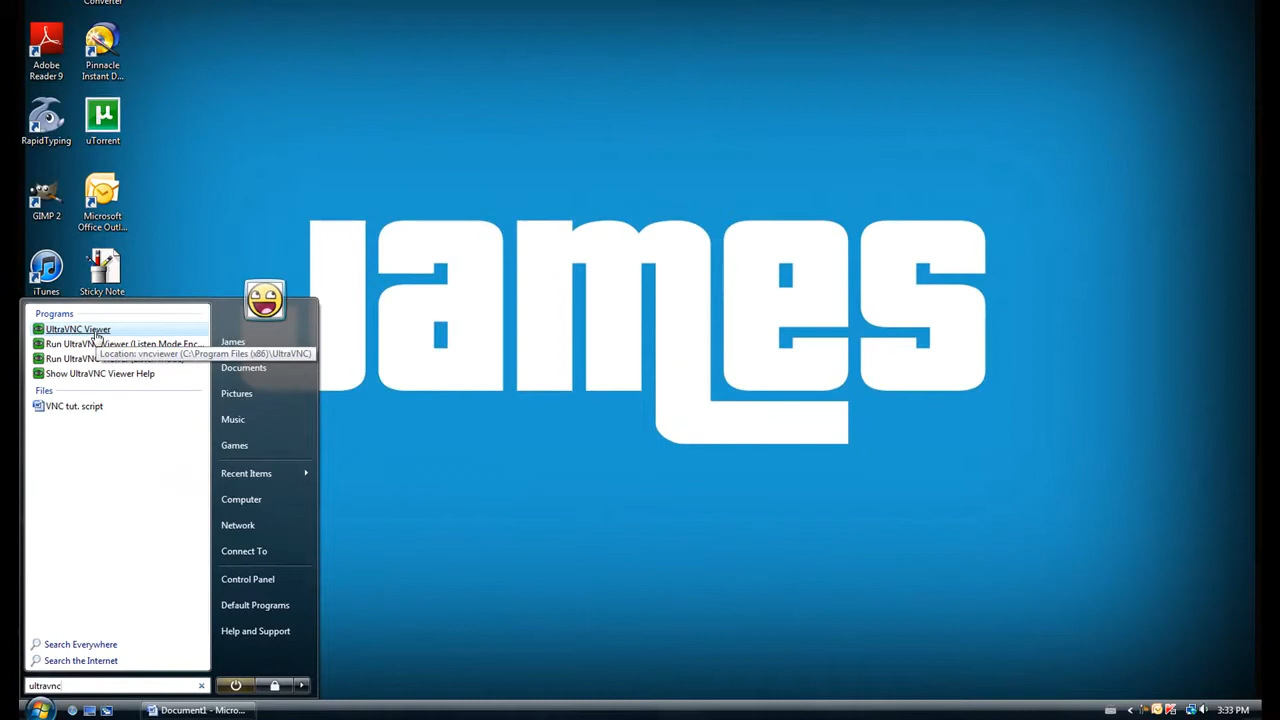 Converter
Adobe
Reader 9
Pinnacle
Instant D...
RapidTyping
uTorrent
GIMP 2
Microsoft
Office Outl...
iTunes
Sticky Note
James
Programs
UltraVNC Viewer
Run UltraVNC Viewer (Listen Mode Enc...
Run UltraVNC
Location: vncviewer (C:\Program Files (x86)\UltraVNC)
Show UltraVNC Viewer Help
Files
VNC tut. script
James
Documents
Pictures
Music
Games
Recent Items
Computer
Network
Connect To
Control Panel
Default Programs
Help and Support
Search Everywhere
Search the Internet
ultravnc
Document1 - Micro...
3:33 PM